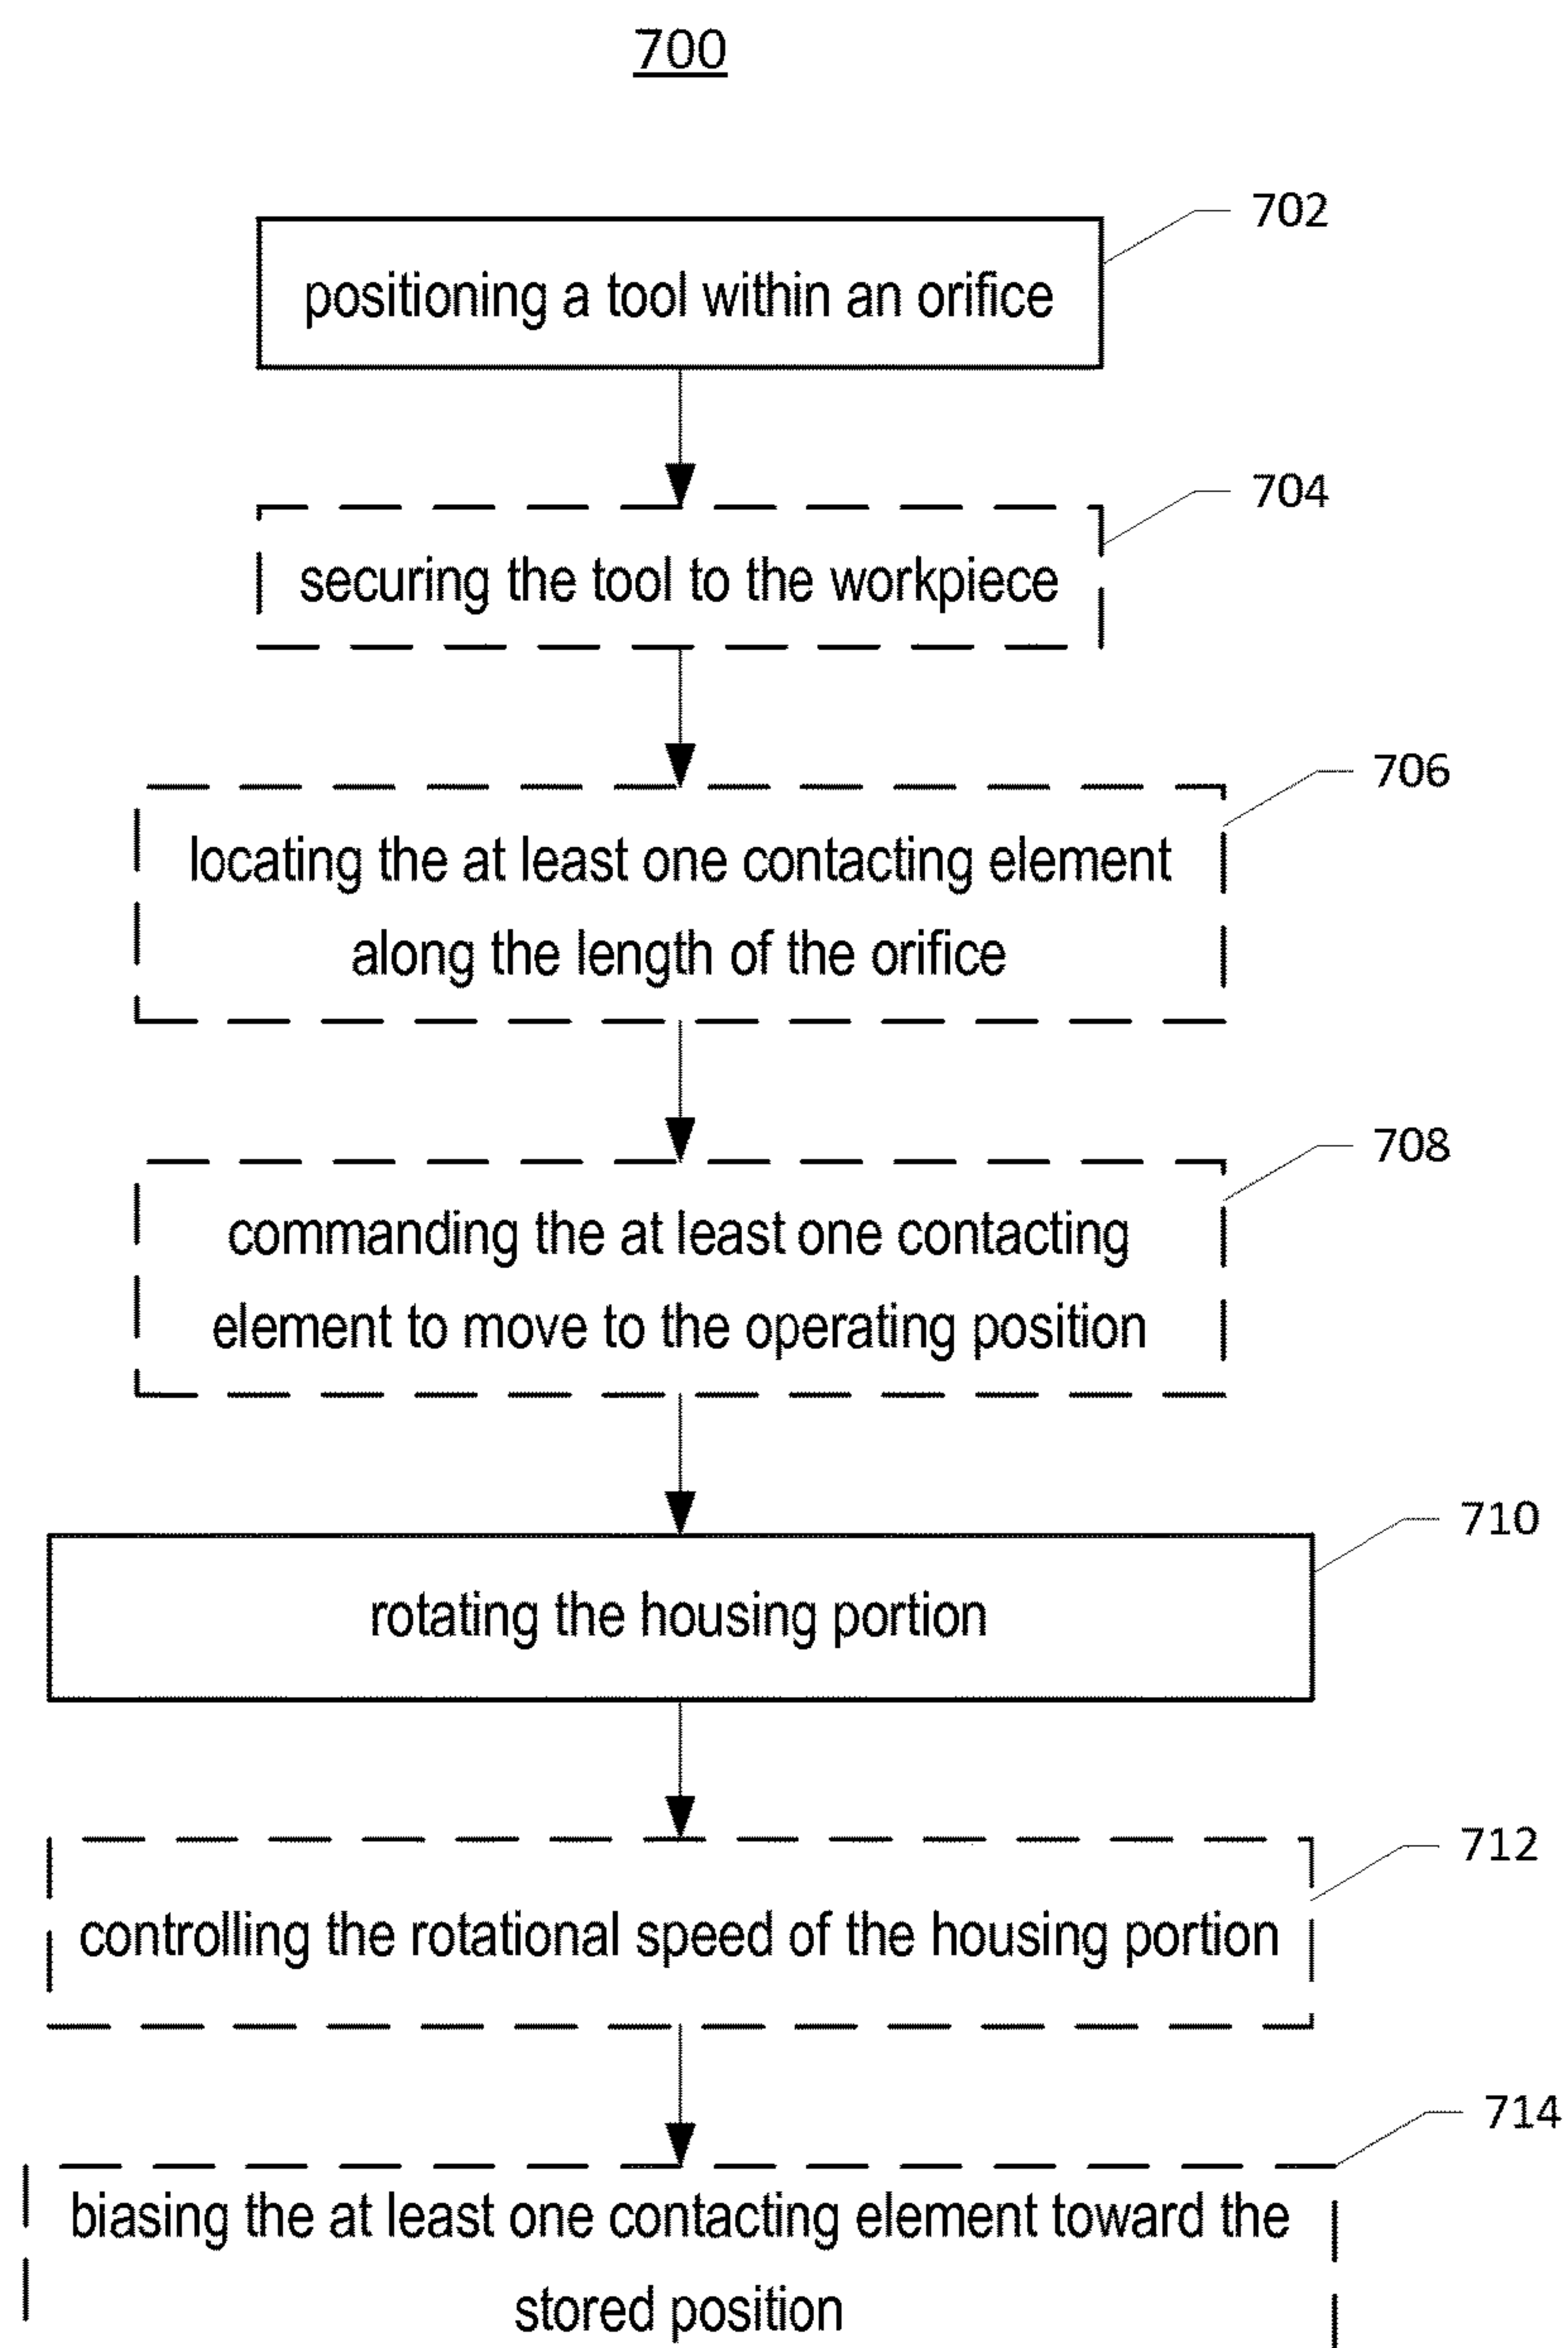 700
702
positioning a tool within an orifice
704
securing the tool to the workpiece
706
locating the at least one contacting element
along the length of the orifice
708
commanding the at least one contacting
element to move to the operating position
710
rotating the housing portion
712
controlling the rotational speed of the housing portion
714
biasing the at least one contacting element toward the
stored position